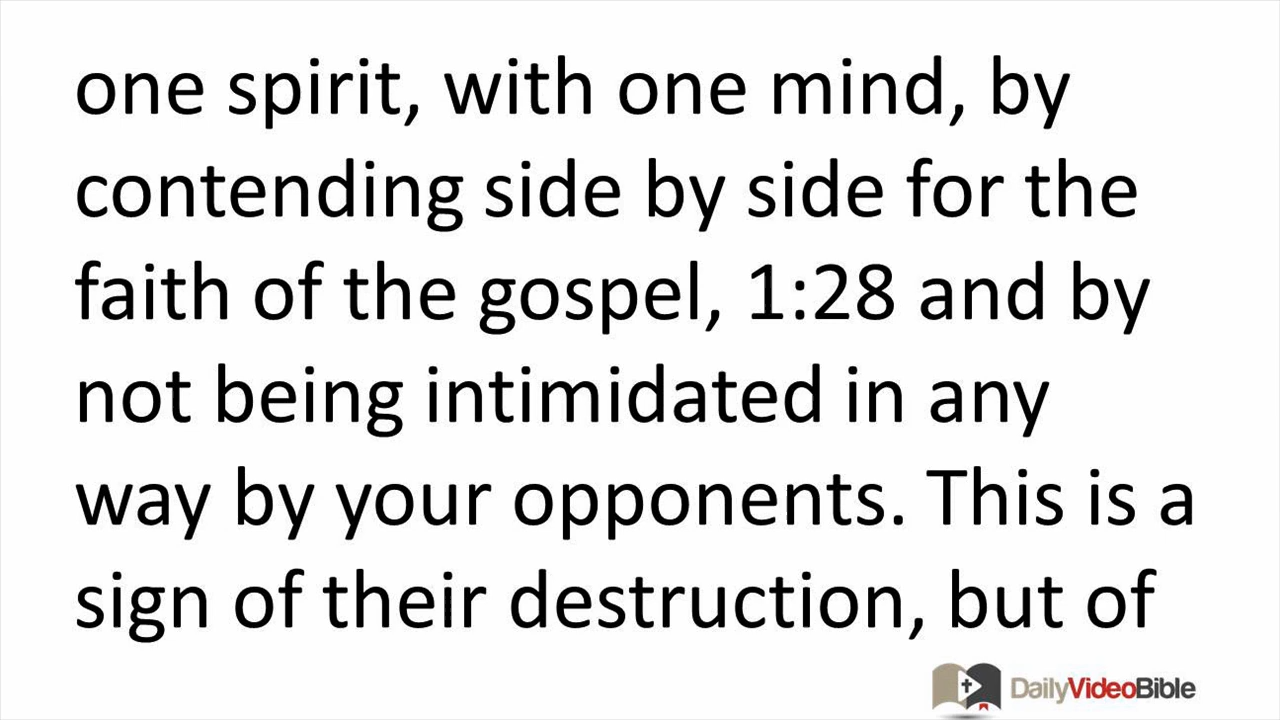 one spirit, with one mind, by
contending side by side for the
faith of the gospel, 1:28 and by
not being intimidated in any
way by your opponents. This is a
sign of their destruction, but of
DailyVideoBible